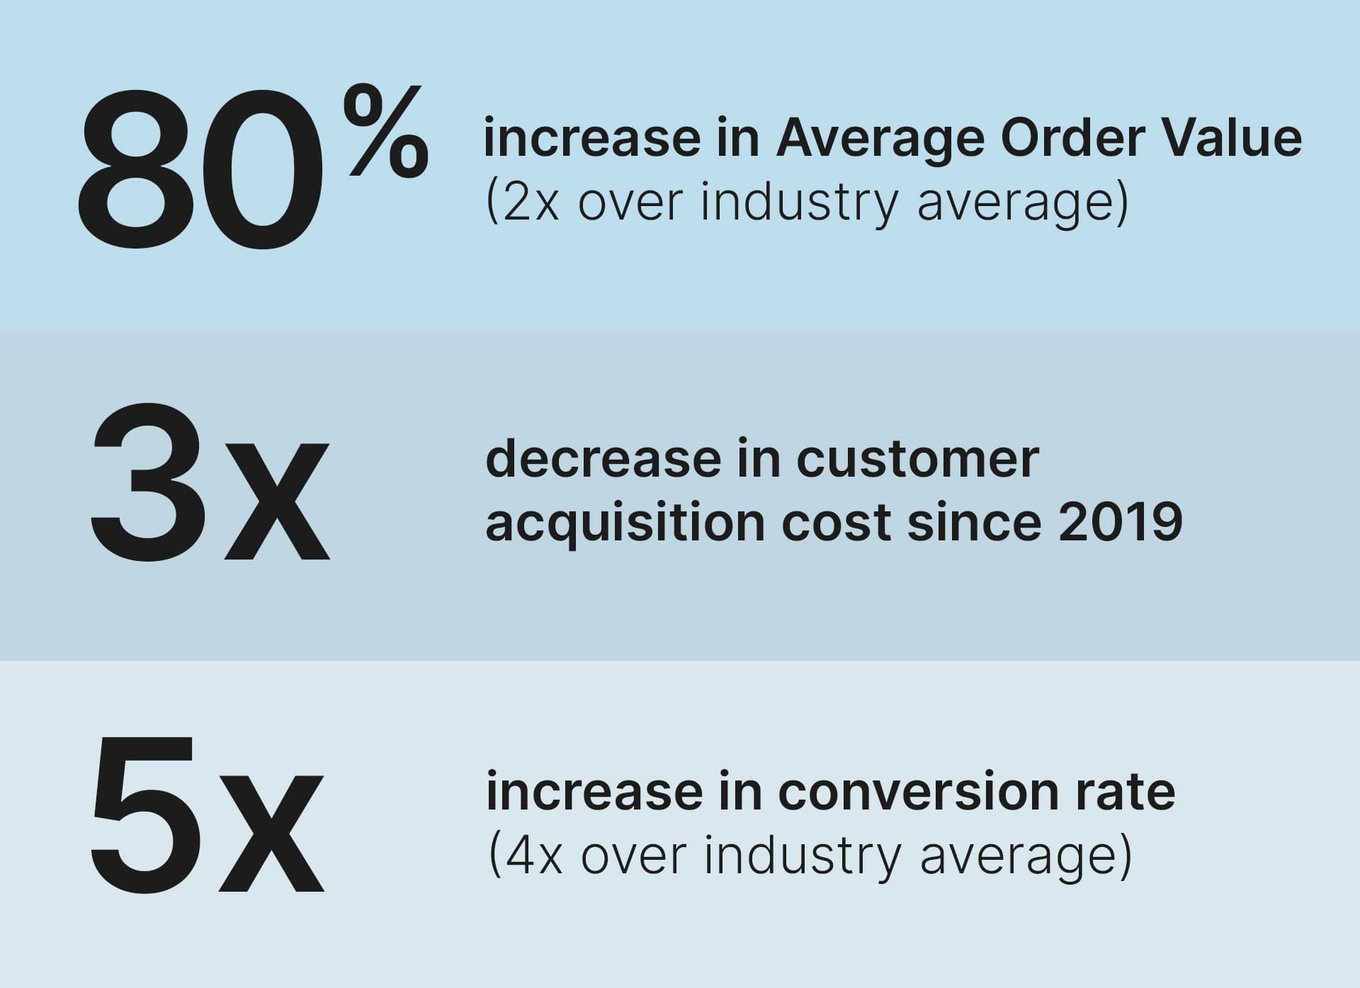 80% increase in Average Order Value
(2x over industry average)
3x decrease in customer
acquisition cost since 2019
5x increase in conversion rate
(4x over industry average)